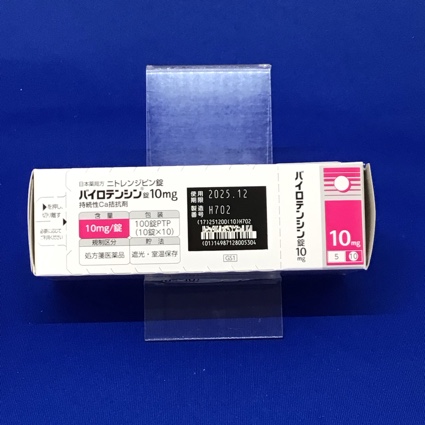 日本薬局方 ニトレンジピン錠
バイロテンシン錠10mg
持続性Ca拮抗剤
含量 包装
10mg/錠 100錠PTP
(10錠×10)
規制区分 貯法
処方箋医薬品 遮光・室温保存
使用期限 2025.12
製造番号 H702
(17)251200(10)H702
(01)14987128005304
GS1
バイロテンシン錠10mg
10mg
5 10